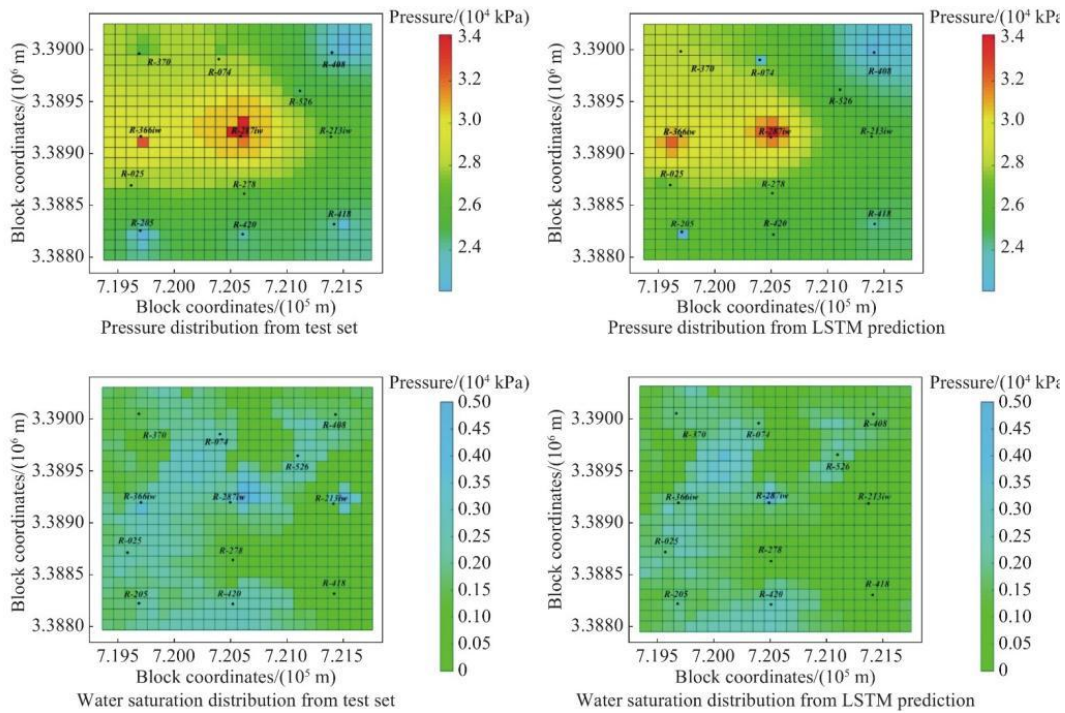 Pressure/(10⁴ kPa)
3.4
3.2
3.0
2.8
2.6
2.4
3.3900
3.3895
3.3890
3.3885
3.3880
Block coordinates/(10⁶ m)
R-370
R-074
R-408
R-526
R-366iw
R-287iw
R-213iw
R-025
R-278
R-205
R-420
R-418
7.195 7.200 7.205 7.210 7.215
Block coordinates/(10⁵ m)
Pressure distribution from test set
Pressure/(10⁴ kPa)
3.4
3.2
3.0
2.8
2.6
2.4
3.3900
3.3895
3.3890
3.3885
3.3880
Block coordinates/(10⁶ m)
R-370
R-074
R-408
R-526
R-366iw
R-287iw
R-213iw
R-025
R-278
R-205
R-420
R-418
7.195 7.200 7.205 7.210 7.215
Block coordinates/(10⁵ m)
Pressure distribution from LSTM prediction
Pressure/(10⁴ kPa)
0.50
0.45
0.40
0.35
0.30
0.25
0.20
0.15
0.10
0.05
0
3.3900
3.3895
3.3890
3.3885
3.3880
Block coordinates/(10⁶ m)
R-370
R-074
R-408
R-526
R-366iw
R-287iw
R-213iw
R-025
R-278
R-205
R-420
R-418
7.195 7.200 7.205 7.210 7.215
Block coordinates/(10⁵ m)
Water saturation distribution from test set
Pressure/(10⁴ kPa)
0.50
0.45
0.40
0.35
0.30
0.25
0.20
0.15
0.10
0.05
0
3.3900
3.3895
3.3890
3.3885
3.3880
Block coordinates/(10⁶ m)
R-370
R-074
R-408
R-526
R-366iw
R-287iw
R-213iw
R-025
R-278
R-205
R-420
R-418
7.195 7.200 7.205 7.210 7.215
Block coordinates/(10⁵ m)
Water saturation distribution from LSTM prediction